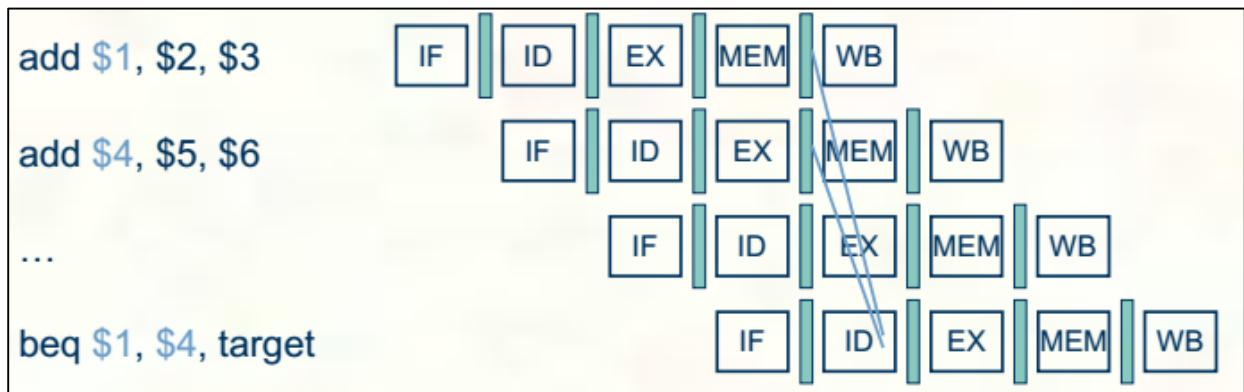 add $1, $2, $3 IF ID EX MEM WB
add $4, $5, $6 IF ID EX MEM WB
... IF ID EX MEM WB
beq $1, $4, target IF ID EX MEM WB